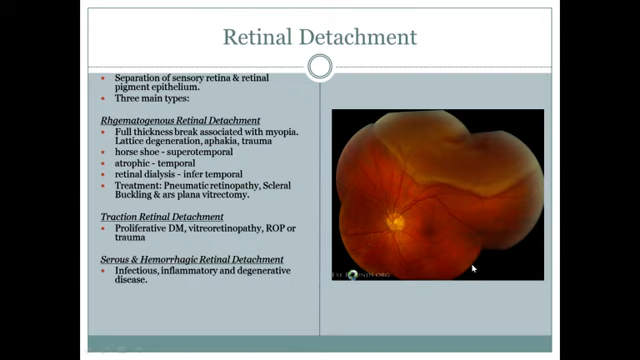 Retinal Detachment
Separation of sensory retina & retinal
pigment epithelium.
Three main types:
Rhgematogenous Retinal Detachment
Full thickness break associated with myopia.
Lattice degeneration, aphakia, trauma
horse shoe - superotemporal
atrophic - temporal
retinal dialysis - infer temporal
Treatment: Pneumatic retinopathy, Scleral
Buckling & ars plana vitrectomy.
Traction Retinal Detachment
Proliferative DM, vitreoretinopathy, ROP or
trauma
Serous & Hemorrhagic Retinal Detachment
Infectious, inflammatory and degenerative
disease.